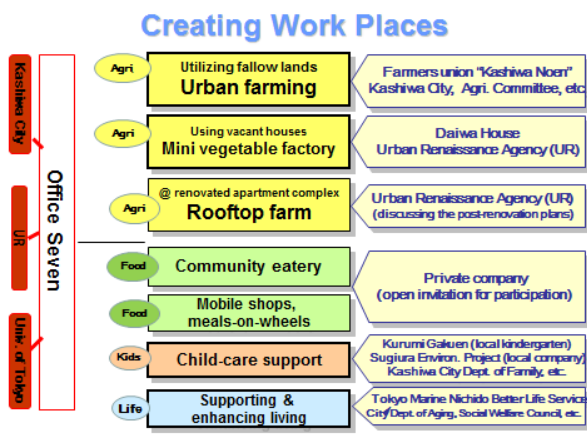 Creating Work Places
Kashiwa City
UR
Univ. of Tokyo
Office Seven
Agri
Utilizing fallow lands
Urban farming
Farmers union "Kashiwa Noen"
Kashiwa City, Agri. Committee, etc.
Agri
Using vacant houses
Mini vegetable factory
Daiwa House
Urban Renaissance Agency (UR)
Agri
@ renovated apartment complex
Rooftop farm
Urban Renaissance Agency (UR)
(discussing the post-renovation plans)
Food
Community eatery
Food
Mobile shops,
meals-on-wheels
Private company
(open invitation for participation)
Kids
Child-care support
Kurumi Gakuen (local kindergarten)
Sugiura Environ. Project (local company)
Kashiwa City Dept. of Family, etc.
Life
Supporting &
enhancing living
Tokyo Marine Nichido Better Life Service
City Dept. of Aging, Social Welfare Council, etc.